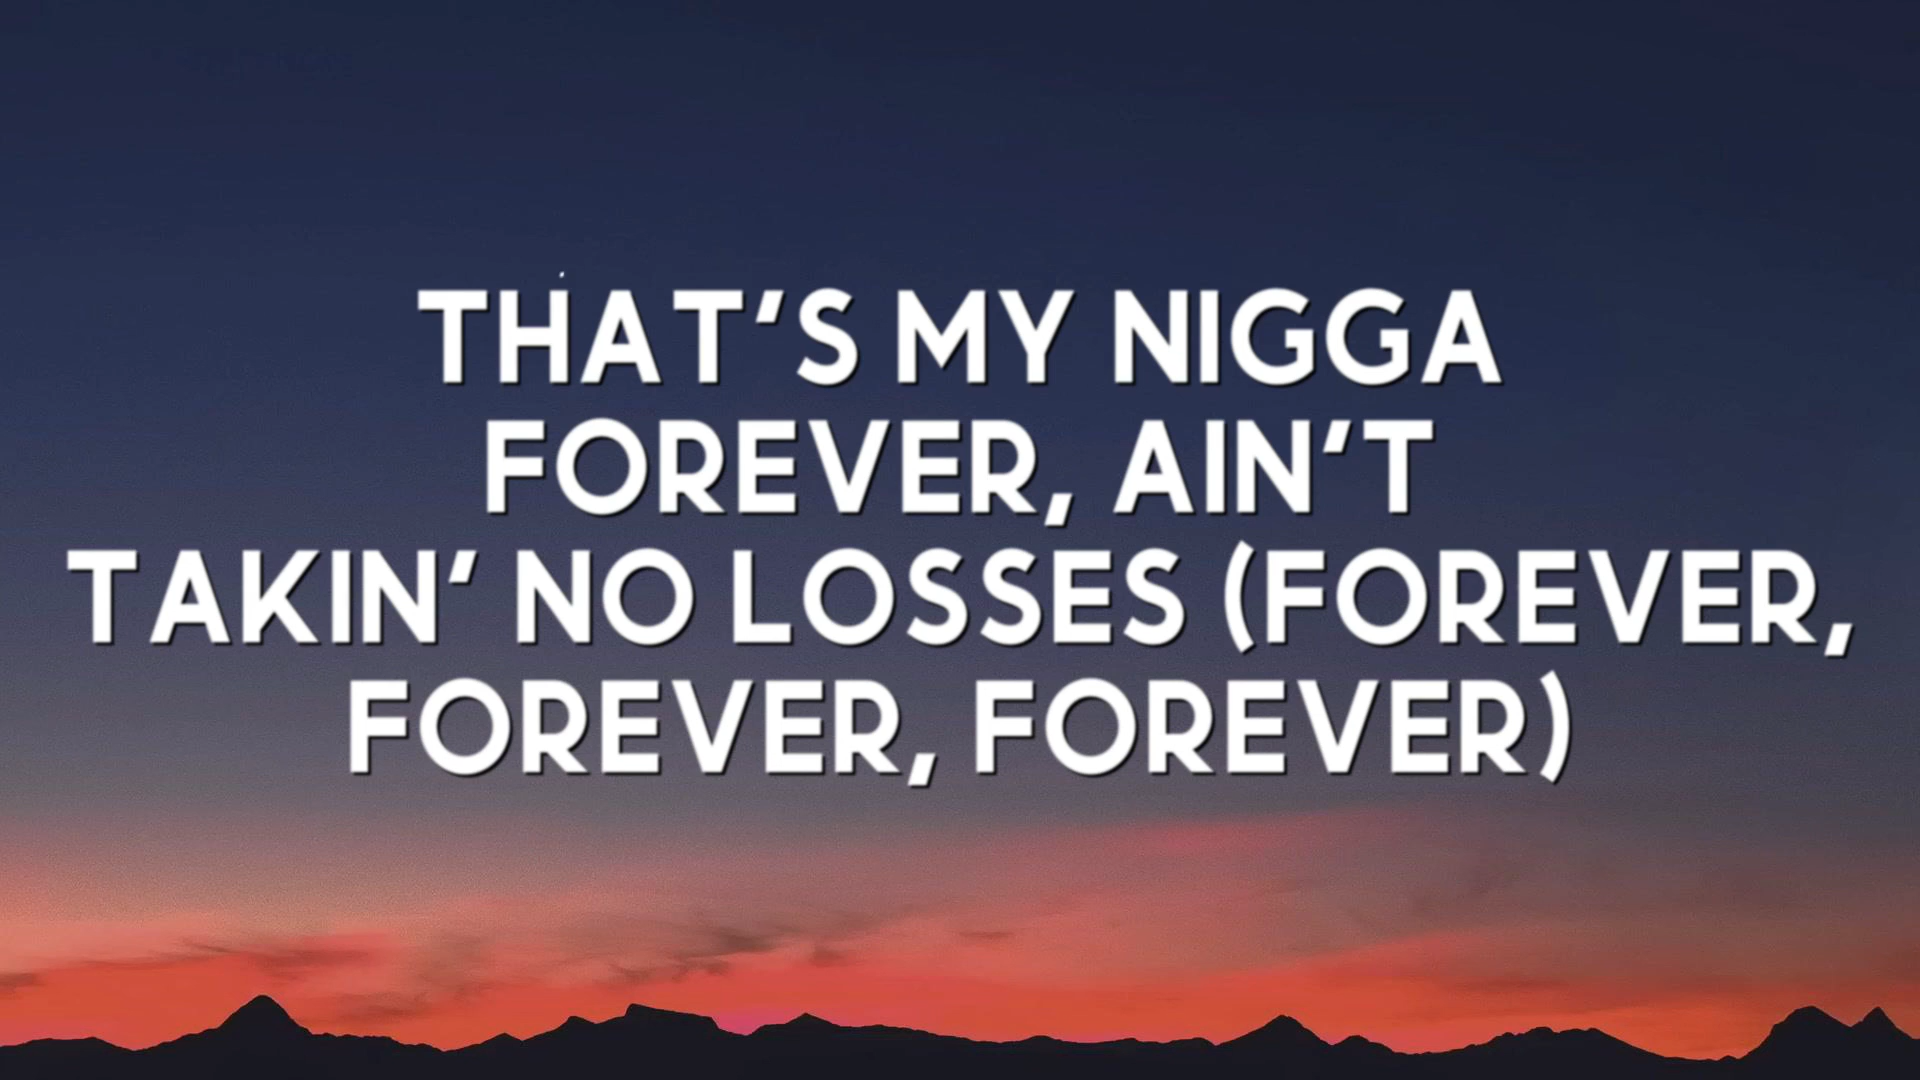 THAT'S MY NIGGA
FOREVER, AIN'T
TAKIN' NO LOSSES (FOREVER,
FOREVER, FOREVER)